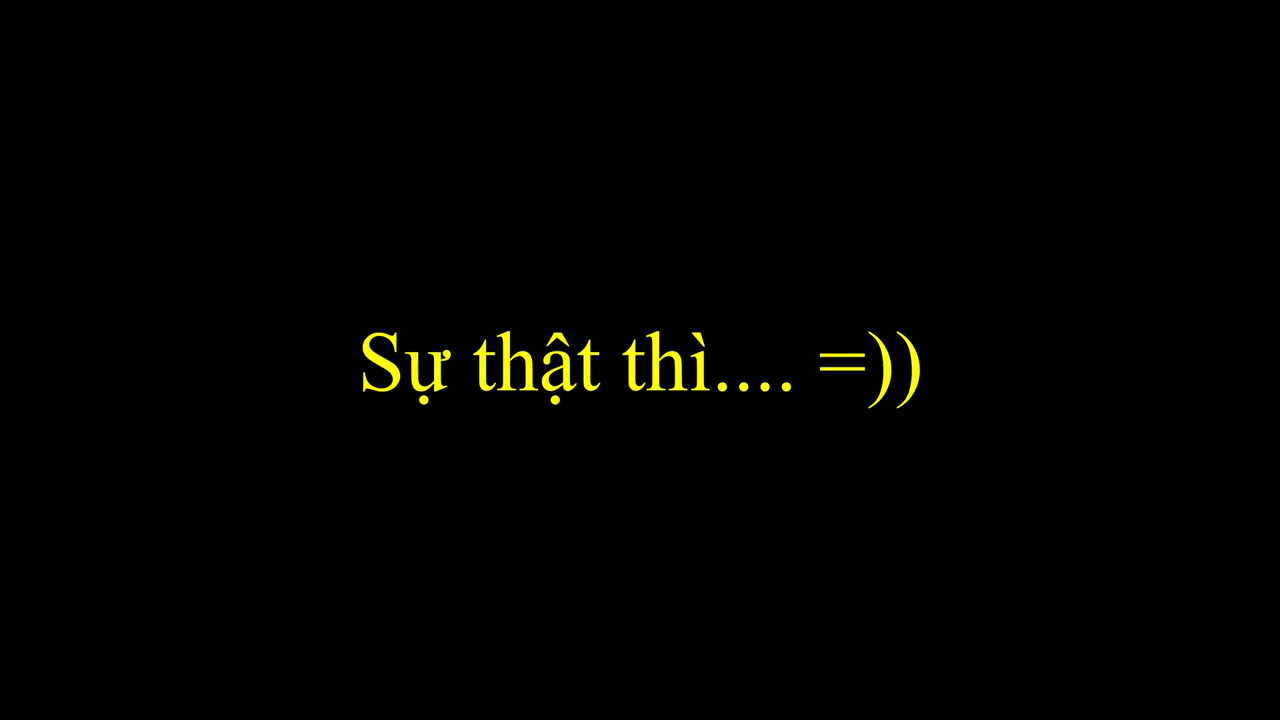 Sự thật thì.... =))